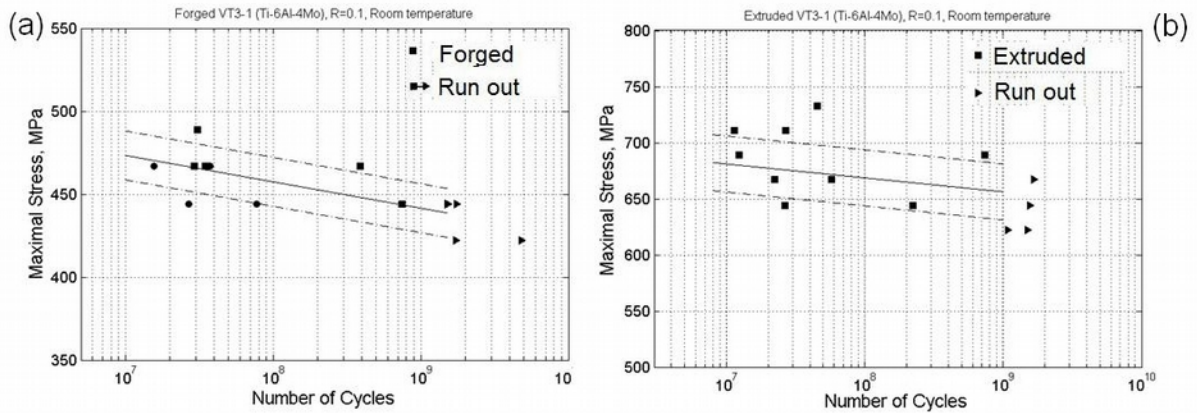 (a)
Forged VT3-1 (Ti-6Al-4Mo), R=0.1, Room temperature
550
500
450
400
350
Maximal Stress, MPa
Forged
Run out
10^7
10^8
10^9
10
Number of Cycles
(b)
Extruded VT3-1 (Ti-6Al-4Mo), R=0.1, Room temperature
800
750
700
650
600
550
500
Maximal Stress, MPa
Extruded
Run out
10^7
10^8
10^9
10^10
Number of Cycles